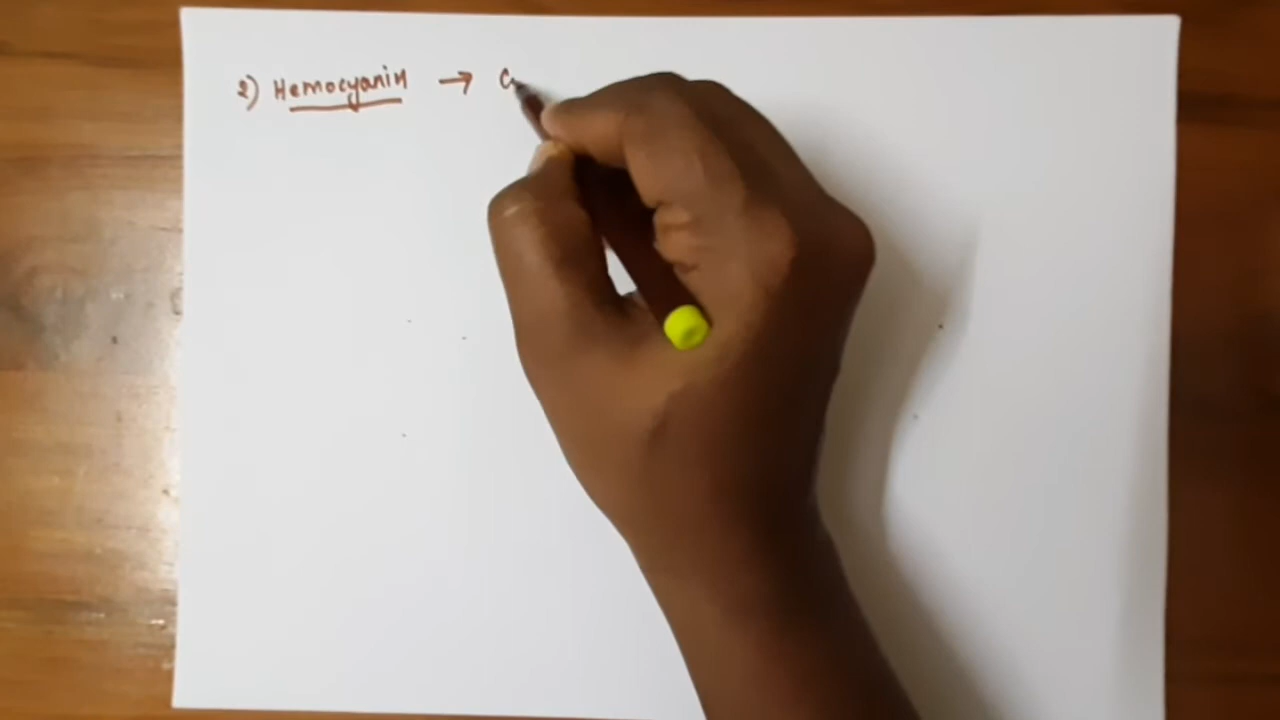 2) Hemocyanin → C